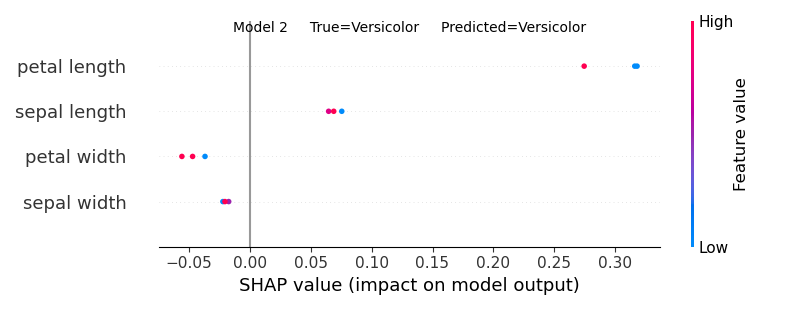 Model 2 True=Versicolor Predicted=Versicolor
High
petal length
sepal length
petal width
sepal width
Feature value
Low
−0.05 0.00 0.05 0.10 0.15 0.20 0.25 0.30
SHAP value (impact on model output)